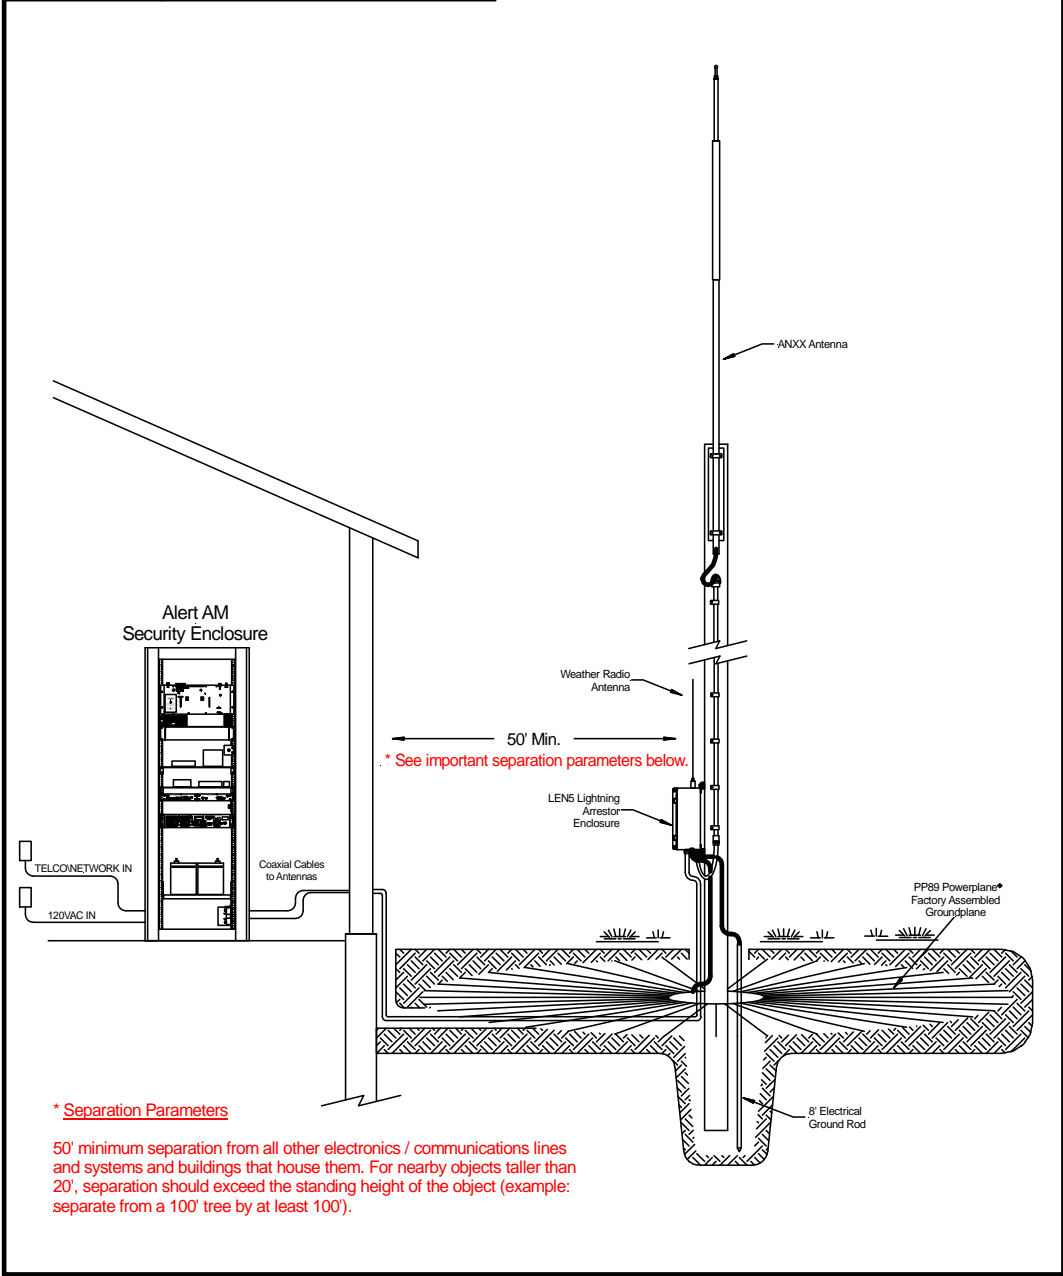 ANXX Antenna
Alert AM
Security Enclosure
Weather Radio
Antenna
50' Min.
* See important separation parameters below.
LEN5 Lightning
Arrestor
Enclosure
TELCO\NETWORK IN
Coaxial Cables
to Antennas
120VAC IN
PP89 Powerplane◆
Factory Assembled
Groundplane
8' Electrical
Ground Rod
* Separation Parameters
50' minimum separation from all other electronics / communications lines
and systems and buildings that house them. For nearby objects taller than
20', separation should exceed the standing height of the object (example:
separate from a 100' tree by at least 100').